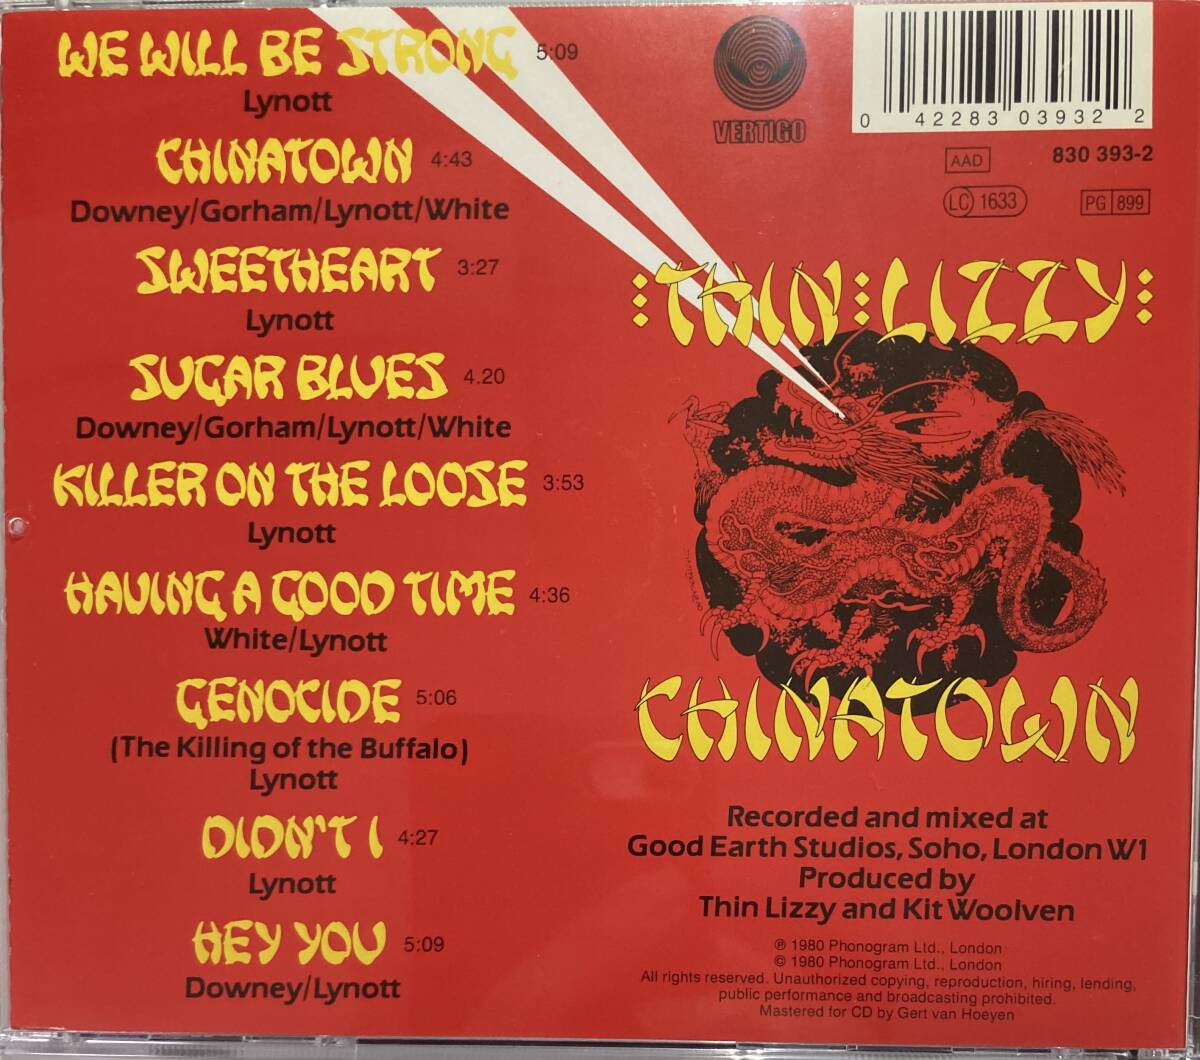 WE WILL BE STRONG 5:09
Lynott
CHINATOWN 4:43
Downey/Gorham/Lynott/White
SWEETHEART 3:27
Lynott
SUGAR BLUES 4.20
Downey/Gorham/Lynott/White
KILLER ON THE LOOSE 3:53
Lynott
HAVING A GOOD TIME 4:36
White/Lynott
GENOCIDE 5:06
(The Killing of the Buffalo)
Lynott
DIDN'T I 4:27
Lynott
HEY YOU 5:09
Downey/Lynott
VERTIGO
0 42283 03932 2
AAD 830 393-2
LC 1633 PG 899
THIN LIZZY
CHINATOWN
Recorded and mixed at
Good Earth Studios, Soho, London W1
Produced by
Thin Lizzy and Kit Woolven
℗ 1980 Phonogram Ltd., London
© 1980 Phonogram Ltd., London
All rights reserved. Unauthorized copying, reproduction, hiring, lending,
public performance and broadcasting prohibited.
Mastered for CD by Gert van Hoeyen